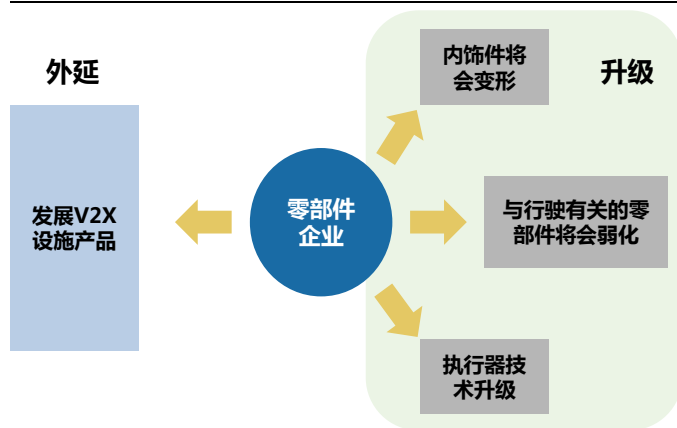 外延
发展V2X
设施产品
零部件
企业
升级
内饰件将
会变形
与行驶有关的零
部件将会弱化
执行器技
术升级